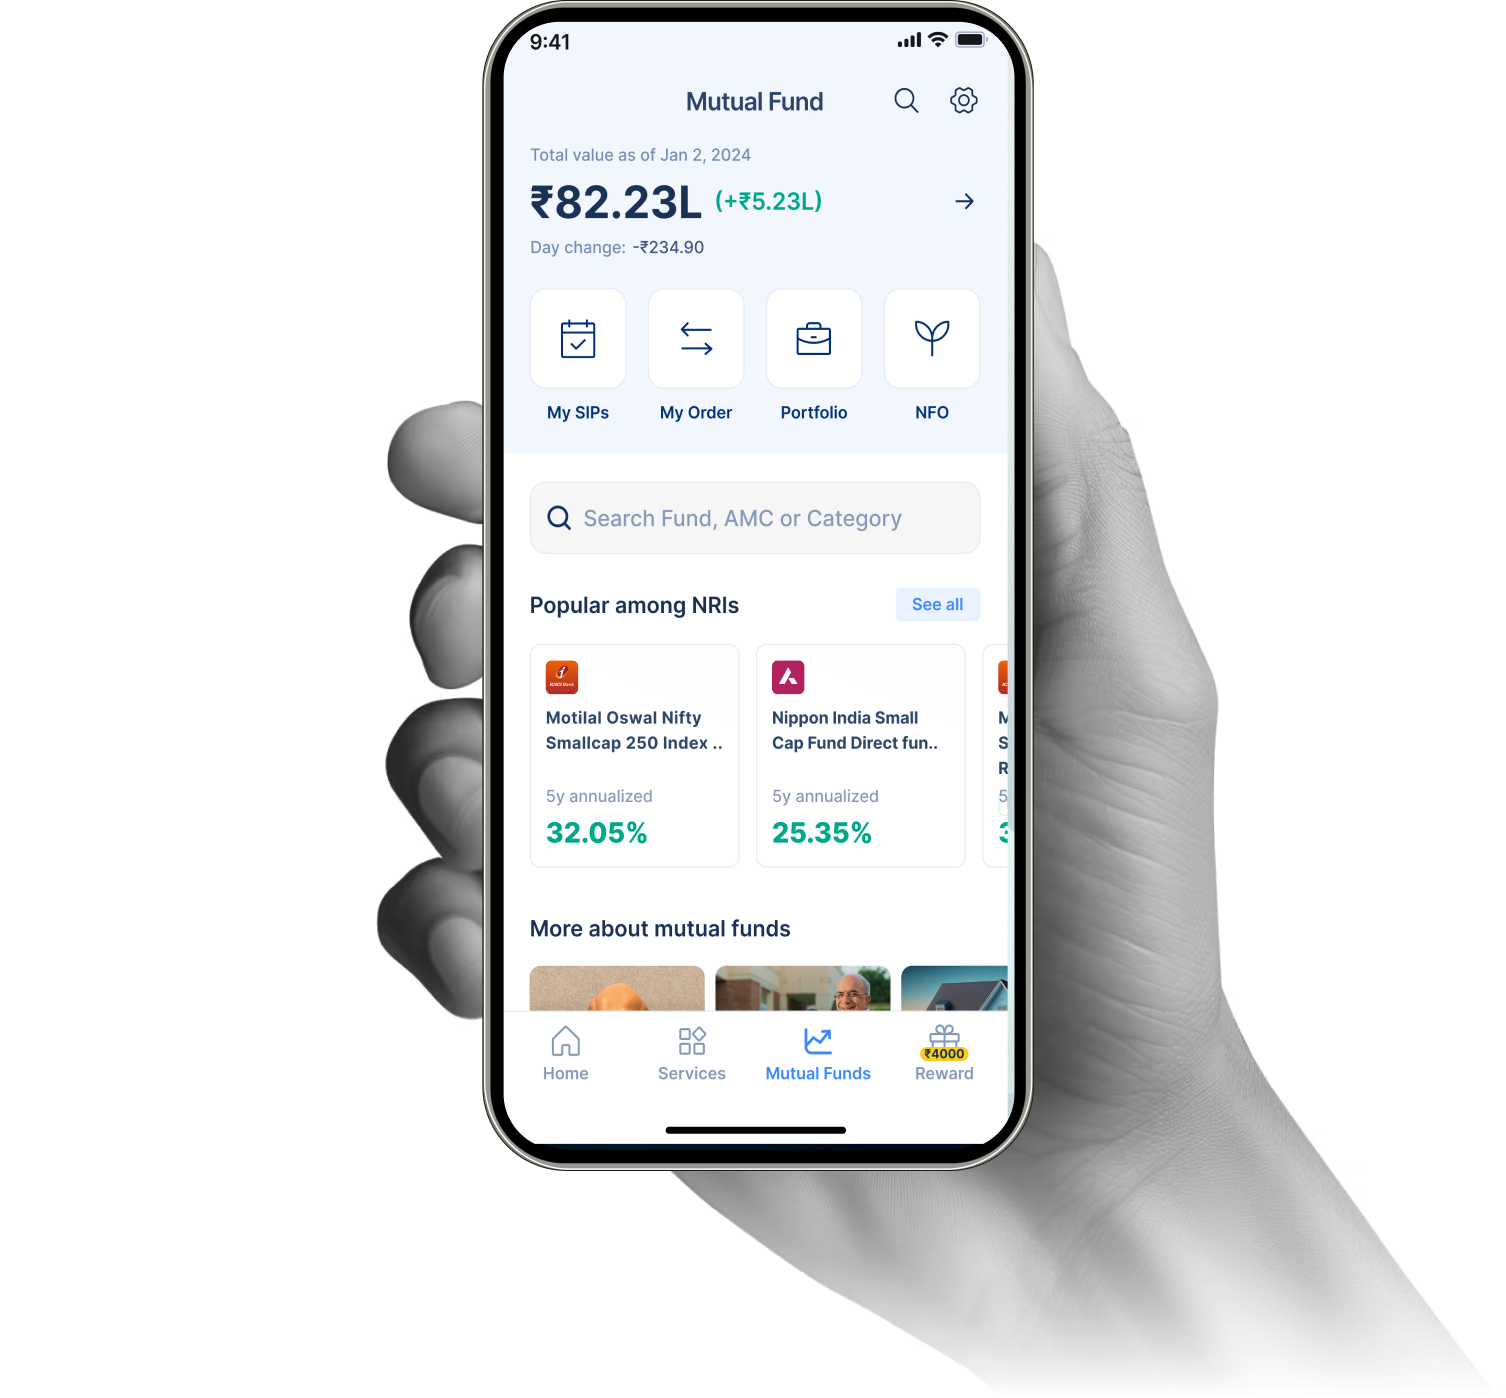 9:41
Mutual Fund
Total value as of Jan 2, 2024
₹82.23L (+₹5.23L)
Day change: -₹234.90
My SIPs My Order Portfolio NFO
Search Fund, AMC or Category
Popular among NRIs See all
ICICI Bank
Motilal Oswal Nifty
Smallcap 250 Index ..
5y annualized
32.05%
Nippon India Small
Cap Fund Direct fun..
5y annualized
25.35%
M
S
R
5
3
More about mutual funds
₹4000
Home Services Mutual Funds Reward